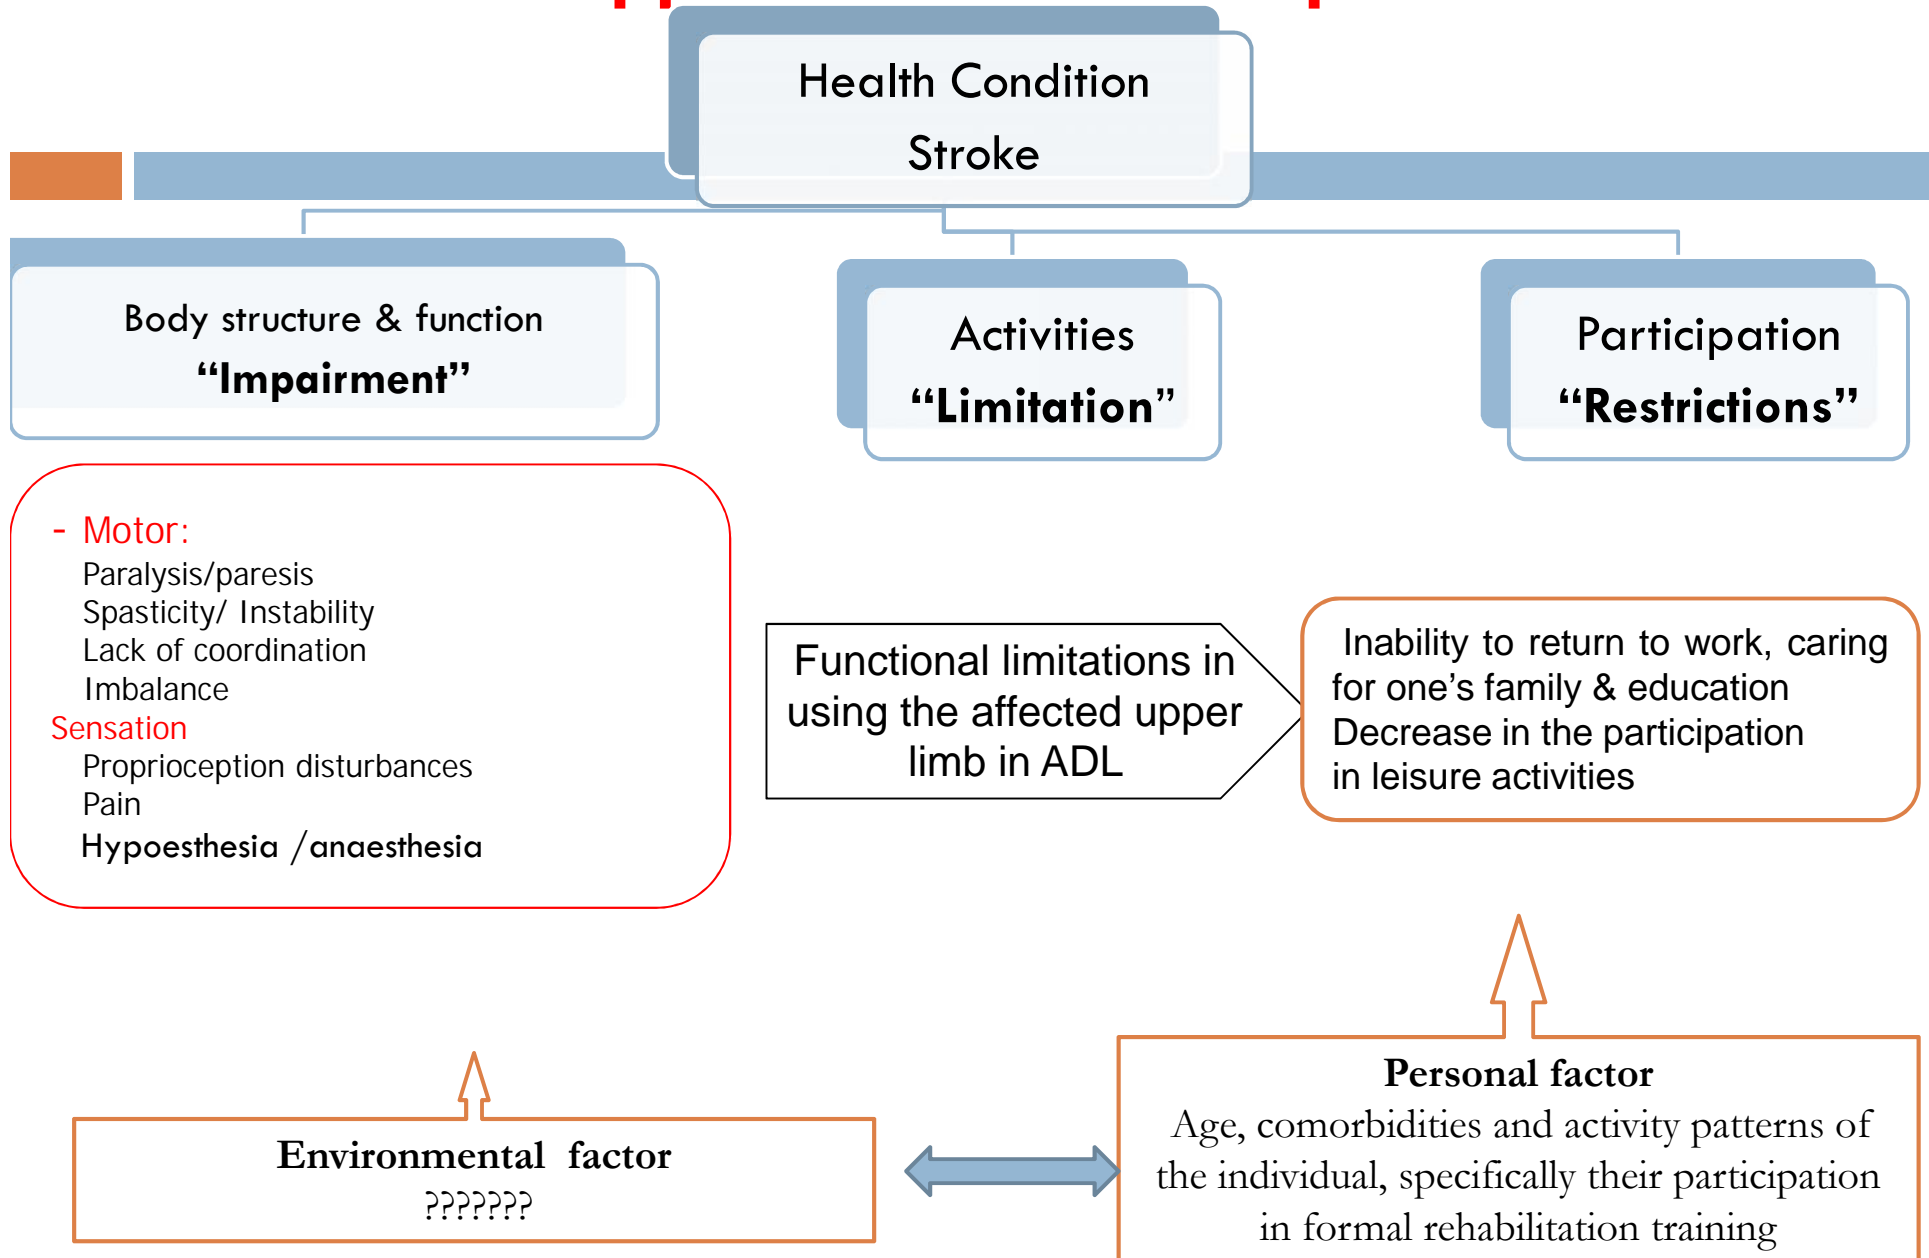 Health Condition
Stroke
Body structure & function
“Impairment”
Activities
“Limitation”
Participation
“Restrictions”
- Motor:
Paralysis/paresis
Spasticity/ Instability
Lack of coordination
Imbalance
Sensation
Proprioception disturbances
Pain
Hypoesthesia /anaesthesia
Functional limitations in
using the affected upper
limb in ADL
Inability to return to work, caring
for one’s family & education
Decrease in the participation
in leisure activities
Environmental factor
???????
Personal factor
Age, comorbidities and activity patterns of
the individual, specifically their participation
in formal rehabilitation training